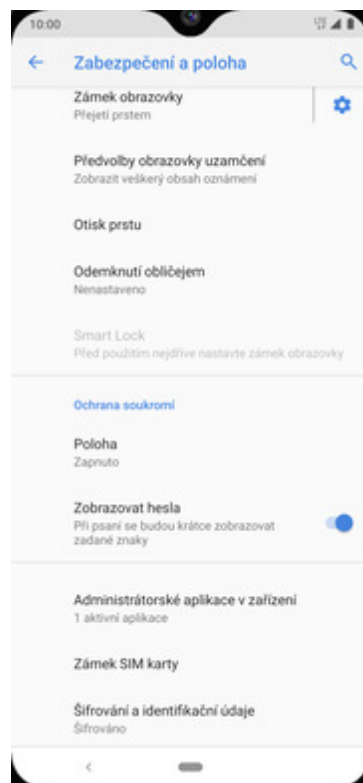 10:00
LTE
Zabezpečení a poloha
Zámek obrazovky
Přejetí prstem
Předvolby obrazovky uzamčení
Zobrazit veškerý obsah oznámení
Otisk prstu
Odemknutí obličejem
Nenastaveno
Smart Lock
Před použitím nejdříve nastavte zámek obrazovky
Ochrana soukromí
Poloha
Zapnuto
Zobrazovat hesla
Při psaní se budou krátce zobrazovat
zadané znaky
Administrátorské aplikace v zařízení
1 aktivní aplikace
Zámek SIM karty
Šifrování a identifikační údaje
Šifrováno